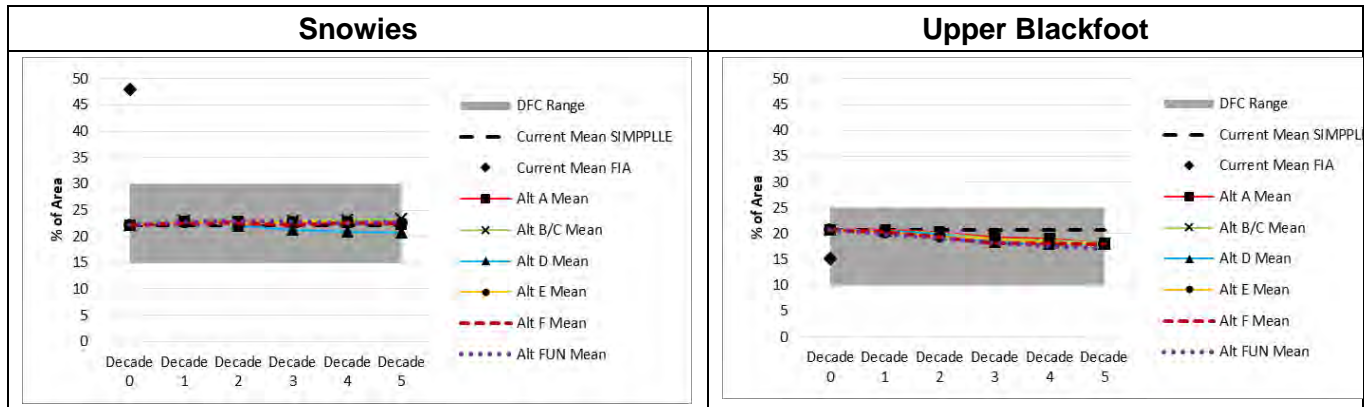 Snowies
Upper Blackfoot
50
45
40
35
30
25
20
15
10
5
0
% of Area
Decade Decade Decade Decade Decade Decade
0 1 2 3 4 5
DFC Range
Current Mean SIMPPLLE
Current Mean FIA
Alt A Mean
Alt B/C Mean
Alt D Mean
Alt E Mean
Alt F Mean
Alt FUN Mean
50
45
40
35
30
25
20
15
10
5
0
% of Area
Decade Decade Decade Decade Decade Decade
0 1 2 3 4 5
DFC Range
Current Mean SIMPPLL
Current Mean FIA
Alt A Mean
Alt B/C Mean
Alt D Mean
Alt E Mean
Alt F Mean
Alt FUN Mean